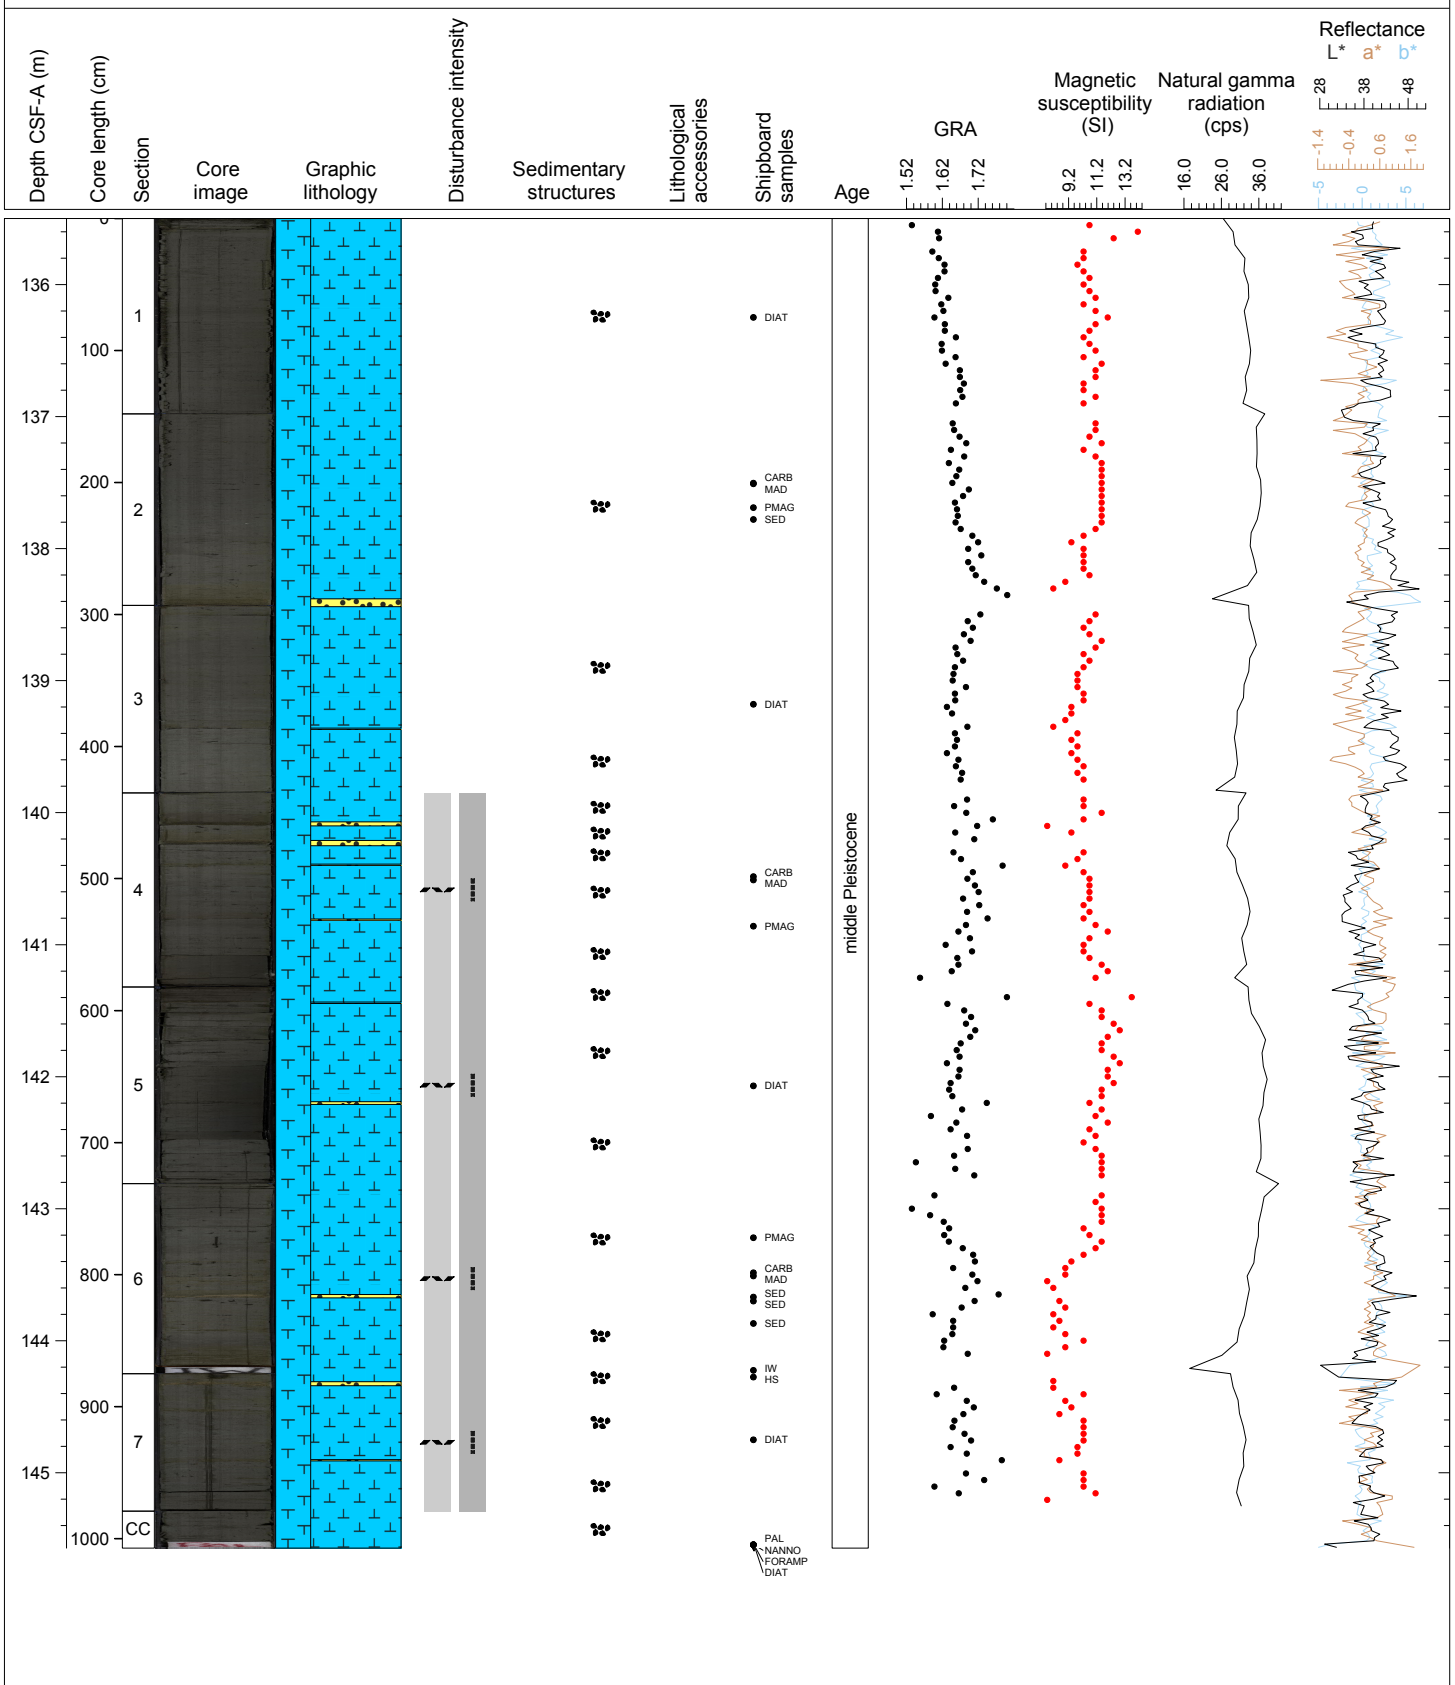 Depth CSF-A (m)
Core length (cm)
Section
Core
image
Graphic
lithology
Disturbance intensity
Sedimentary
structures
Lithological
accessories
Shipboard
samples
Age
GRA
1.52 1.62 1.72
Magnetic
susceptibility
(SI)
9.2 11.2 13.2
Natural gamma
radiation
(cps)
16.0 26.0 36.0
Reflectance
L* a* b*
28 38 48
-1.4 -0.4 0.6 1.6
-5 0 5
136
137
138
139
140
141
142
143
144
145
0
100
200
300
400
500
600
700
800
900
1000
1
2
3
4
5
6
7
CC
DIAT
CARB
MAD
PMAG
SED
DIAT
CARB
MAD
PMAG
DIAT
PMAG
CARB
MAD
SED
SED
SED
IW
HS
DIAT
PAL
NANNO
FORAMP
DIAT
middle Pleistocene